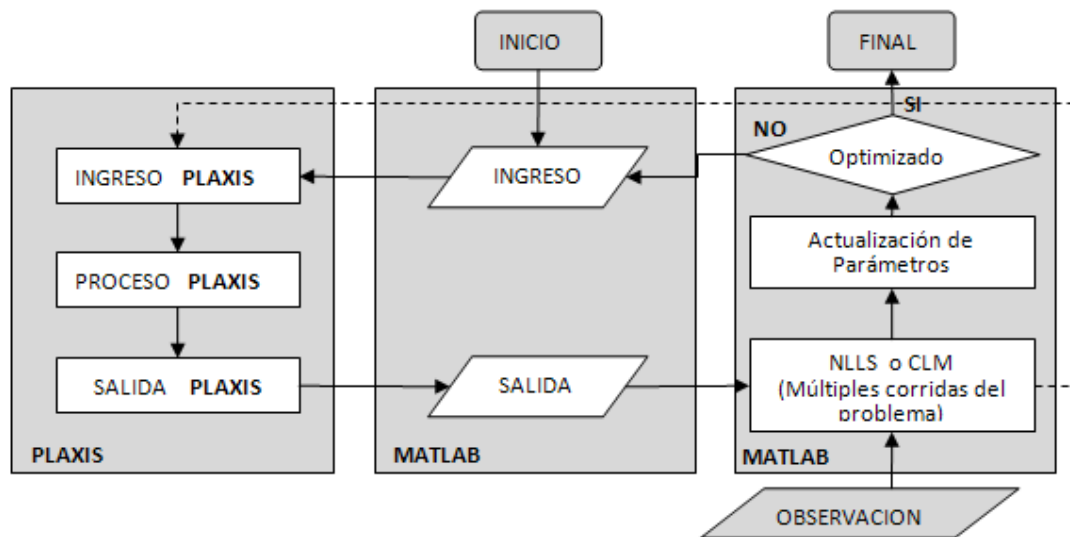 INICIO
FINAL
SI
NO
INGRESO PLAXIS
INGRESO
Optimizado
PROCESO PLAXIS
Actualización de
Parámetros
SALIDA PLAXIS
SALIDA
NLLS o CLM
(Múltiples corridas del
problema)
PLAXIS
MATLAB
MATLAB
OBSERVACION